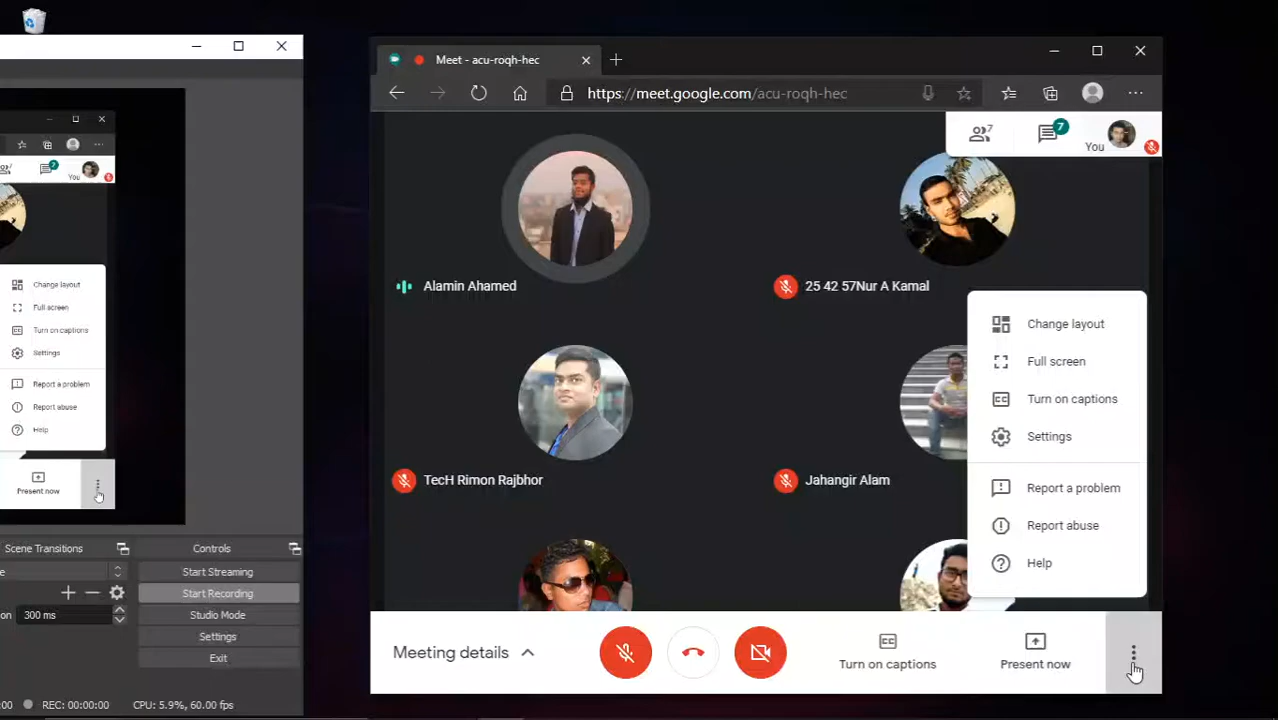 You
Change layout
Full screen
Turn on captions
Settings
Report a problem
Report abuse
Help
Present now
Scene Transitions
Controls
Start Streaming
Start Recording
300 ms
Studio Mode
Settings
Exit
REC: 00:00:00
CPU: 5.9%, 60.00 fps
Meet - acu-roqh-hec
https://meet.google.com/acu-roqh-hec
7
7
You
Alamin Ahamed
25 42 57Nur A Kamal
TecH Rimon Rajbhor
Jahangir Alam
Change layout
Full screen
Turn on captions
Settings
Report a problem
Report abuse
Help
Meeting details
Turn on captions
Present now